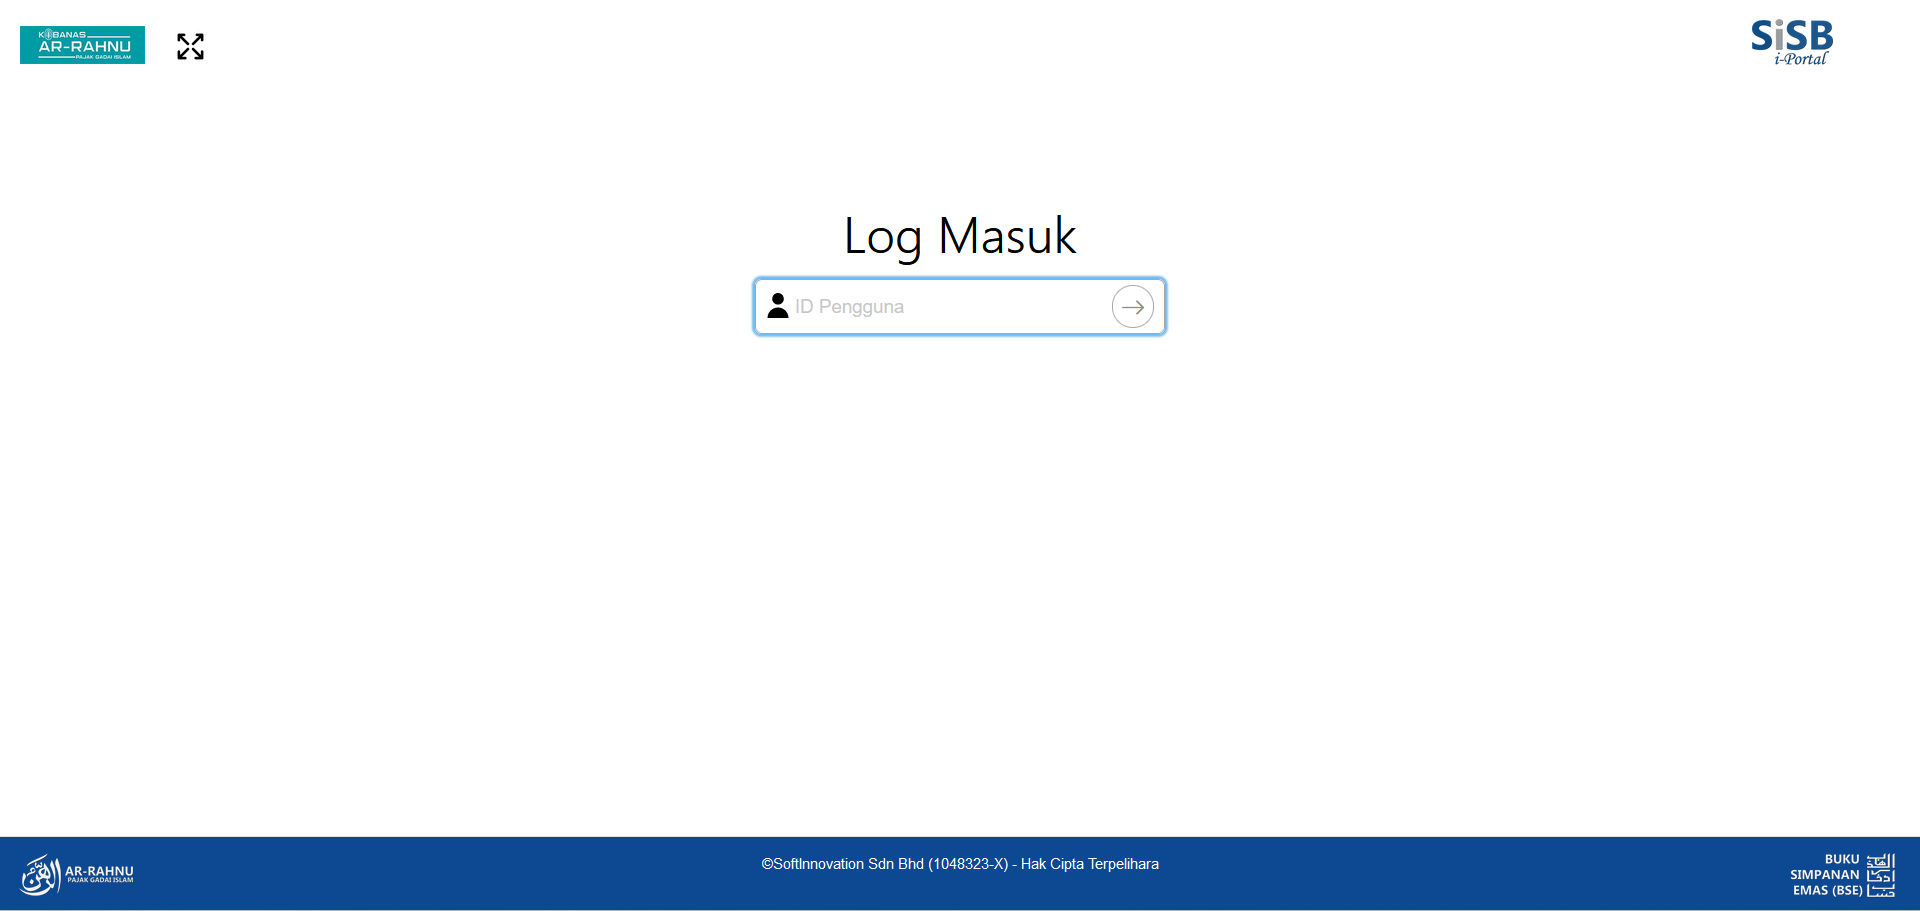 KOBANAS
AR-RAHNU
PAJAK GADAI ISLAM
SiSB
i-Portal
Log Masuk
ID Pengguna
AR-RAHNU
PAJAK GADAI ISLAM
©SoftInnovation Sdn Bhd (1048323-X) - Hak Cipta Terpelihara
BUKU
SIMPANAN
EMAS (BSE)